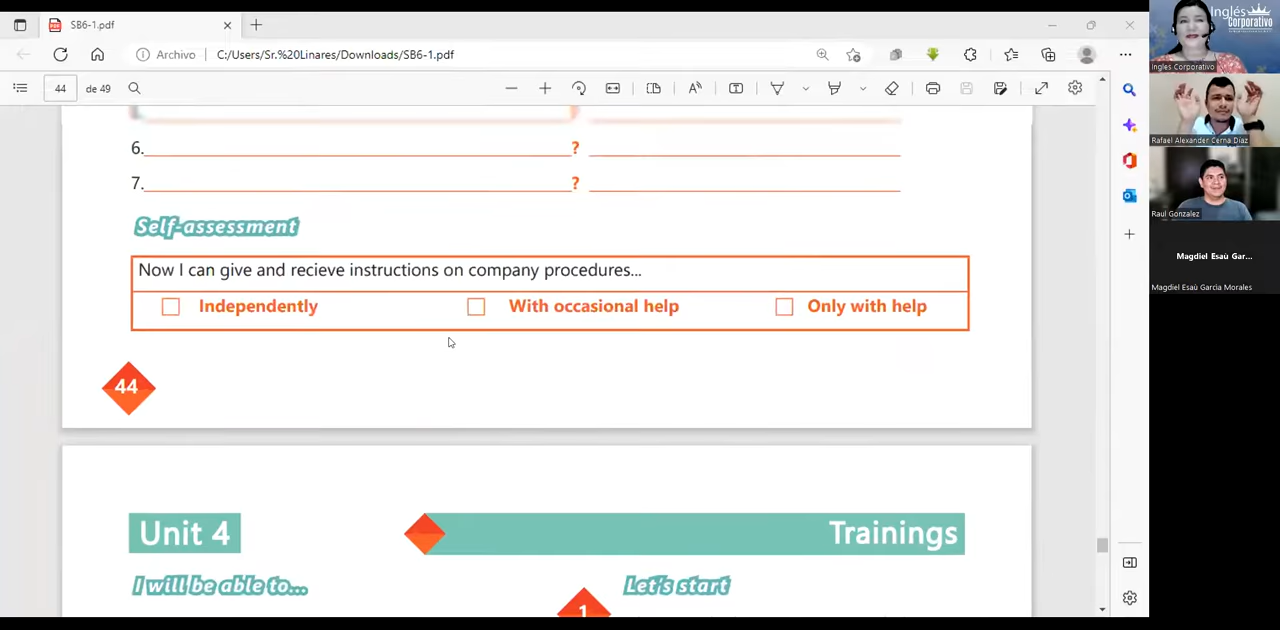 SB6-1.pdf
Archivo
C:/Users/Sr.%20Linares/Downloads/SB6-1.pdf
44 de 49
6. ?
7. ?
Self-assessment
Now I can give and recieve instructions on company procedures...
Independently
With occasional help
Only with help
44
Unit 4
Trainings
I will be able to...
Let's start
1
Inglés
Corporativo
Ingles Corporativo
Rafael Alexander Cerna Díaz
Raul Gonzalez
Magdiel Esaú Gar...
Magdiel Esaú García Morales